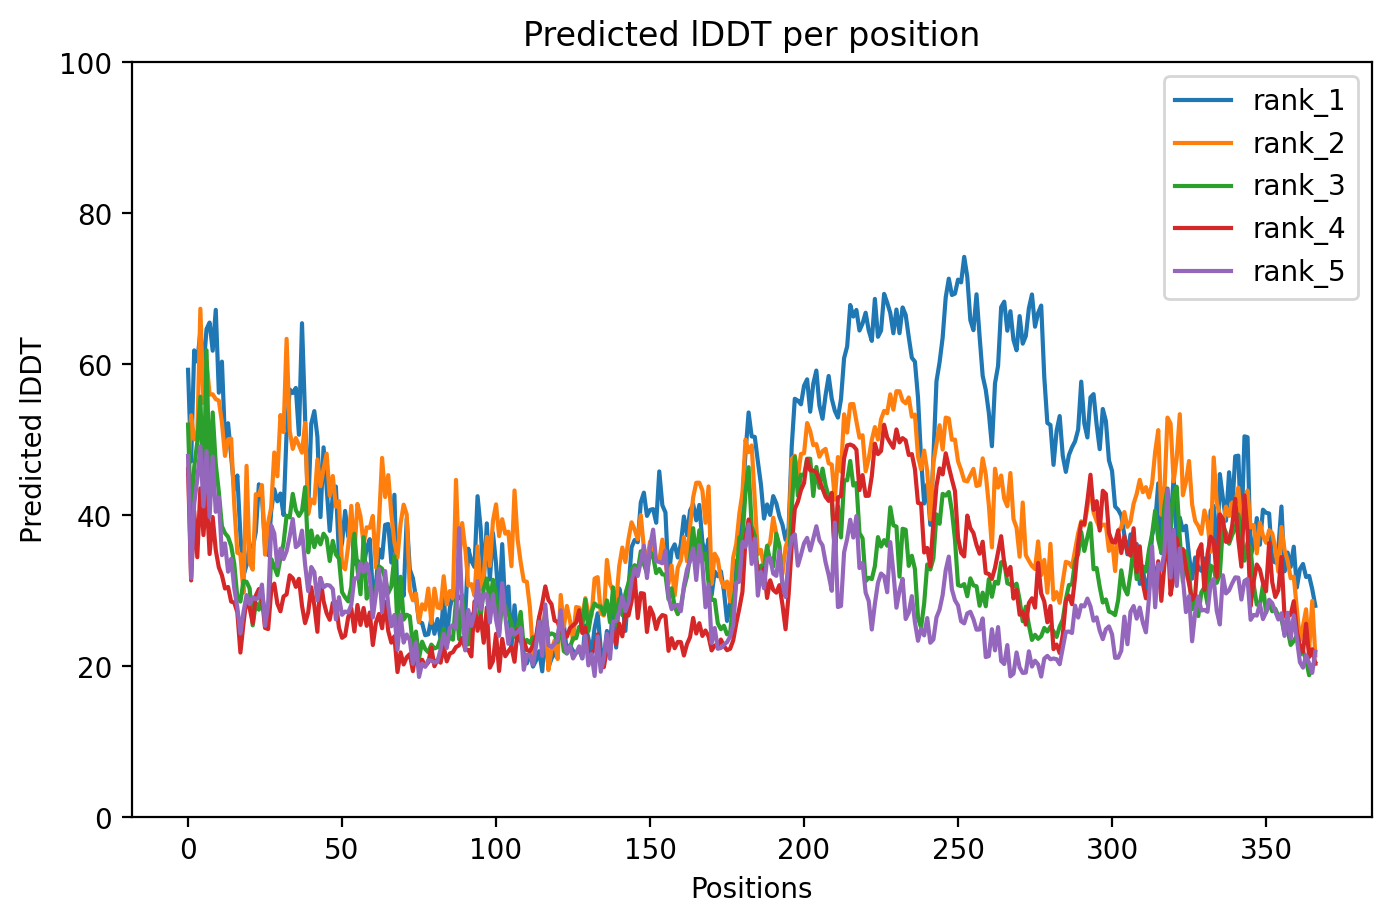 Predicted lDDT per position
Predicted lDDT
100
80
60
40
20
0
0 50 100 150 200 250 300 350
Positions
rank_1
rank_2
rank_3
rank_4
rank_5